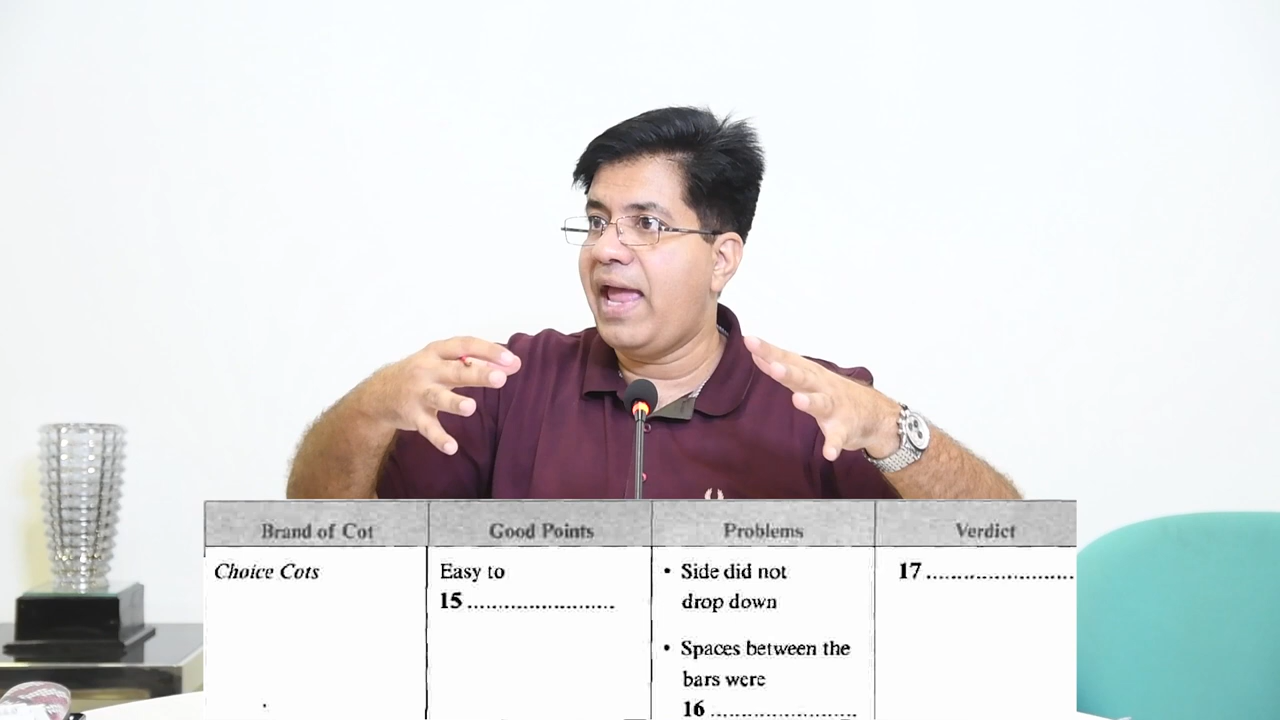 Brand of Cot Good Points Problems Verdict
Choice Cots
Easy to
15 ..........................
• Side did not
drop down
• Spaces between the
bars were
16 ..........................
17 ..........................